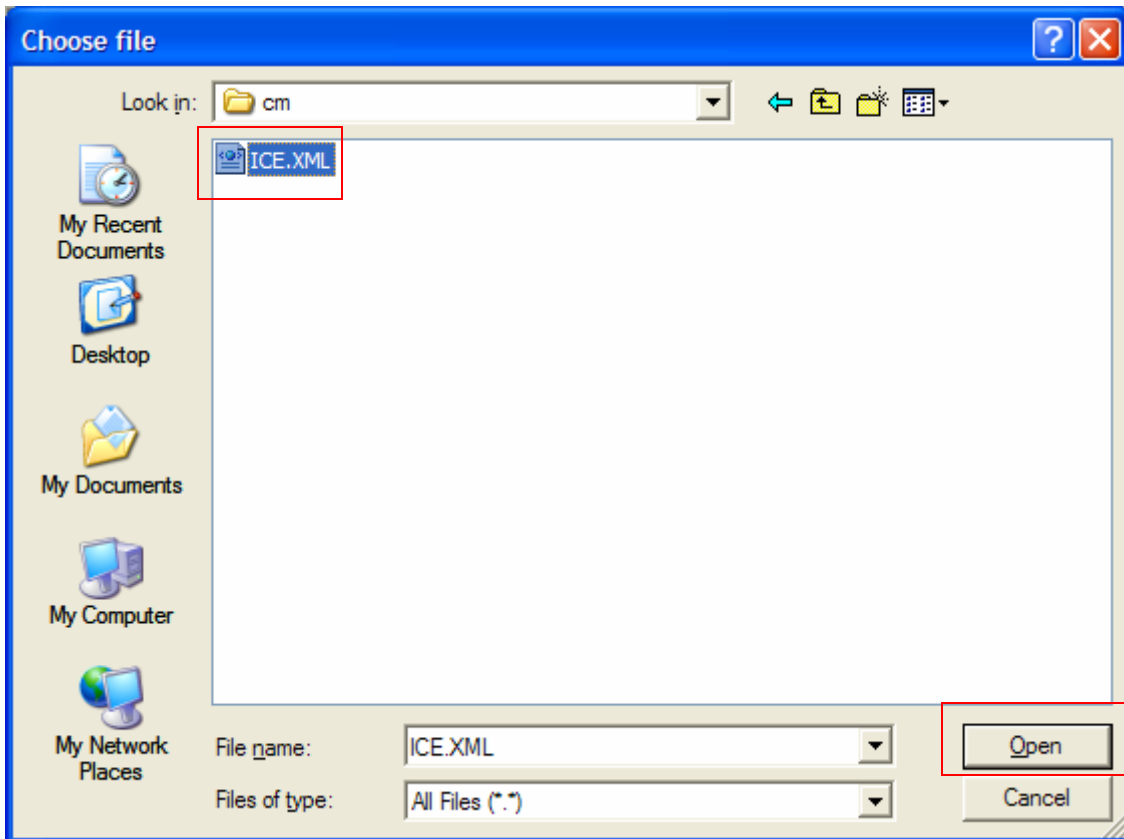 Choose file
Look in:
cm
ICE.XML
My Recent
Documents
Desktop
My Documents
My Computer
My Network
Places
File name:
ICE.XML
Open
Files of type:
All Files (*.*)
Cancel